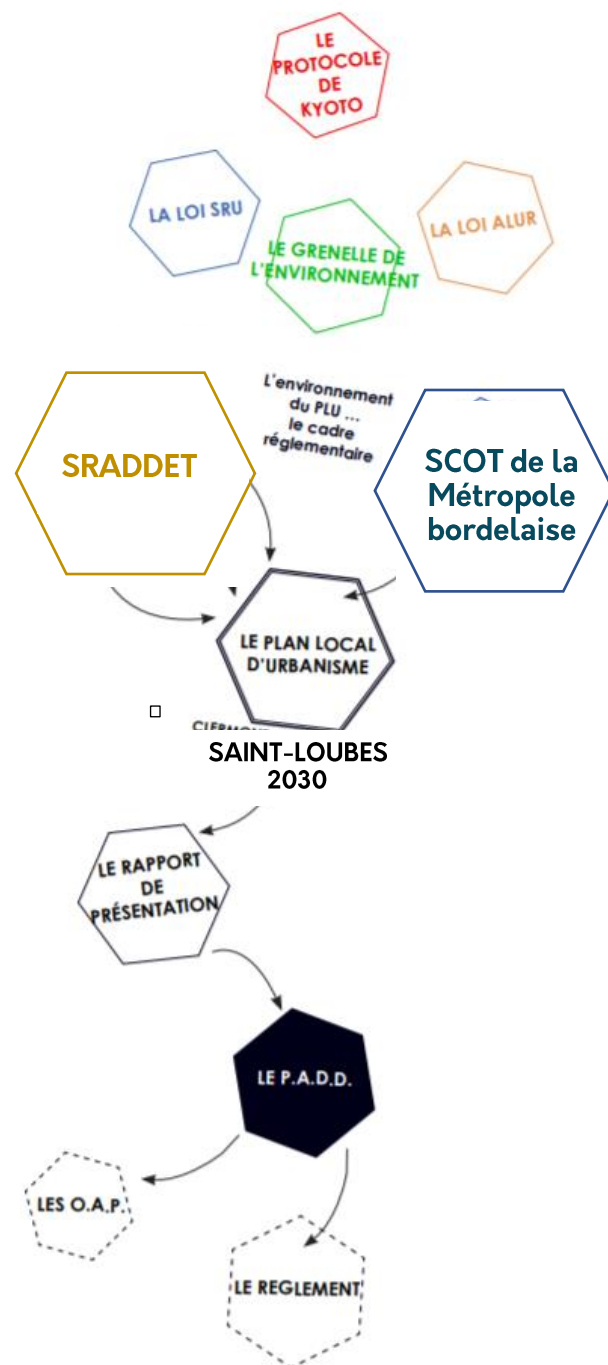 LE
PROTOCOLE
DE
KYOTO
LA LOI SRU
LA LOI ALUR
LE GRENELLE DE
L'ENVIRONNEMENT
L'environnement
du PLU ...
le cadre
réglementaire
SRADDET
SCOT de la
Métropole
bordelaise
LE PLAN LOCAL
D'URBANISME
SAINT-LOUBES
2030
LE RAPPORT
DE
PRÉSENTATION
LE P.A.D.D.
LES O.A.P.
LE REGLEMENT